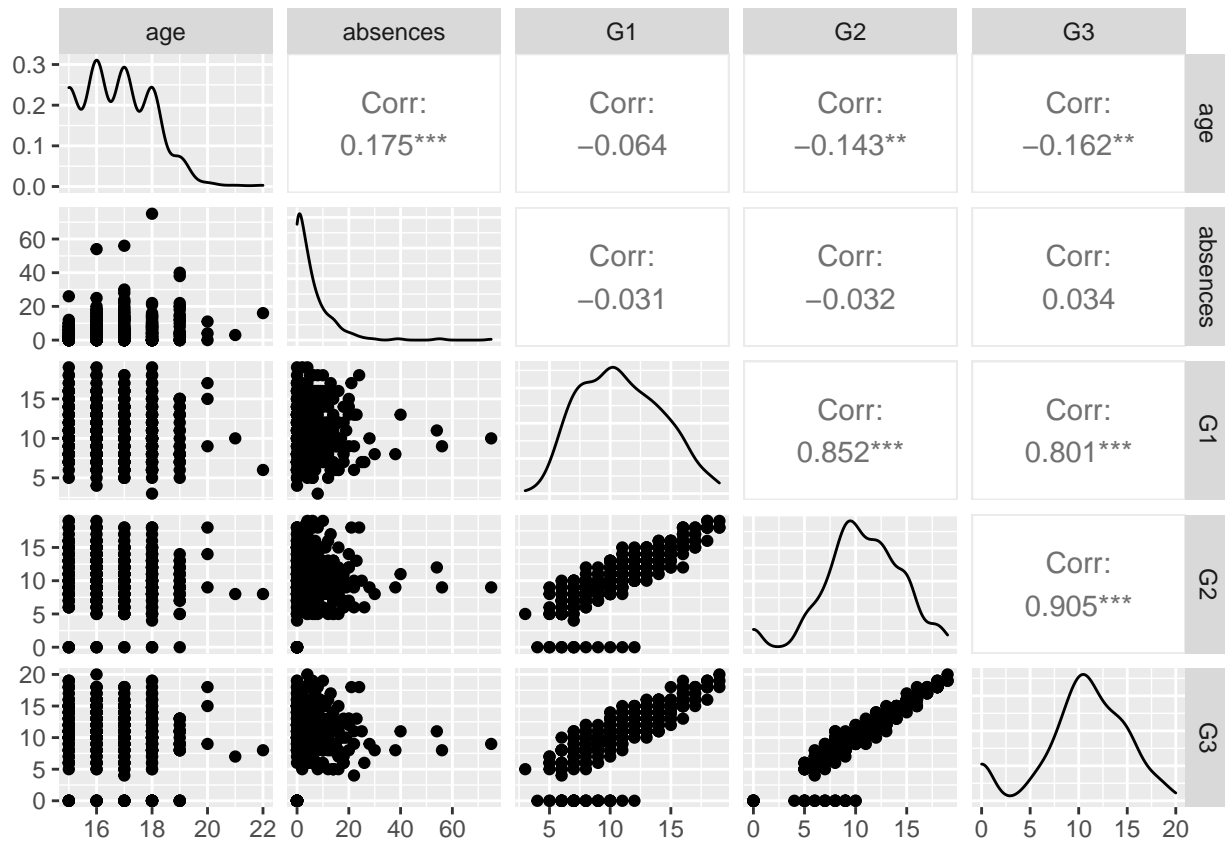 age absences G1 G2 G3
0.3
0.2
0.1
0.0
Corr:
0.175***
Corr:
−0.064
Corr:
−0.143**
Corr:
−0.162**
age
60
40
20
0
Corr:
−0.031
Corr:
−0.032
Corr:
0.034
absences
15
10
5
Corr:
0.852***
Corr:
0.801***
G1
15
10
5
0
Corr:
0.905***
G2
20
15
10
5
0
G3
16 18 20 22 0 20 40 60 5 10 15 0 5 10 15 0 5 10 15 20